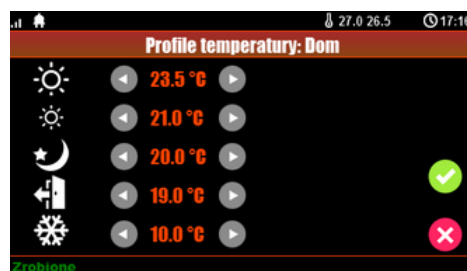 27.0 26.5 17:16
Profile temperatury: Dom
23.5 °C
21.0 °C
20.0 °C
19.0 °C
10.0 °C
Zrobione